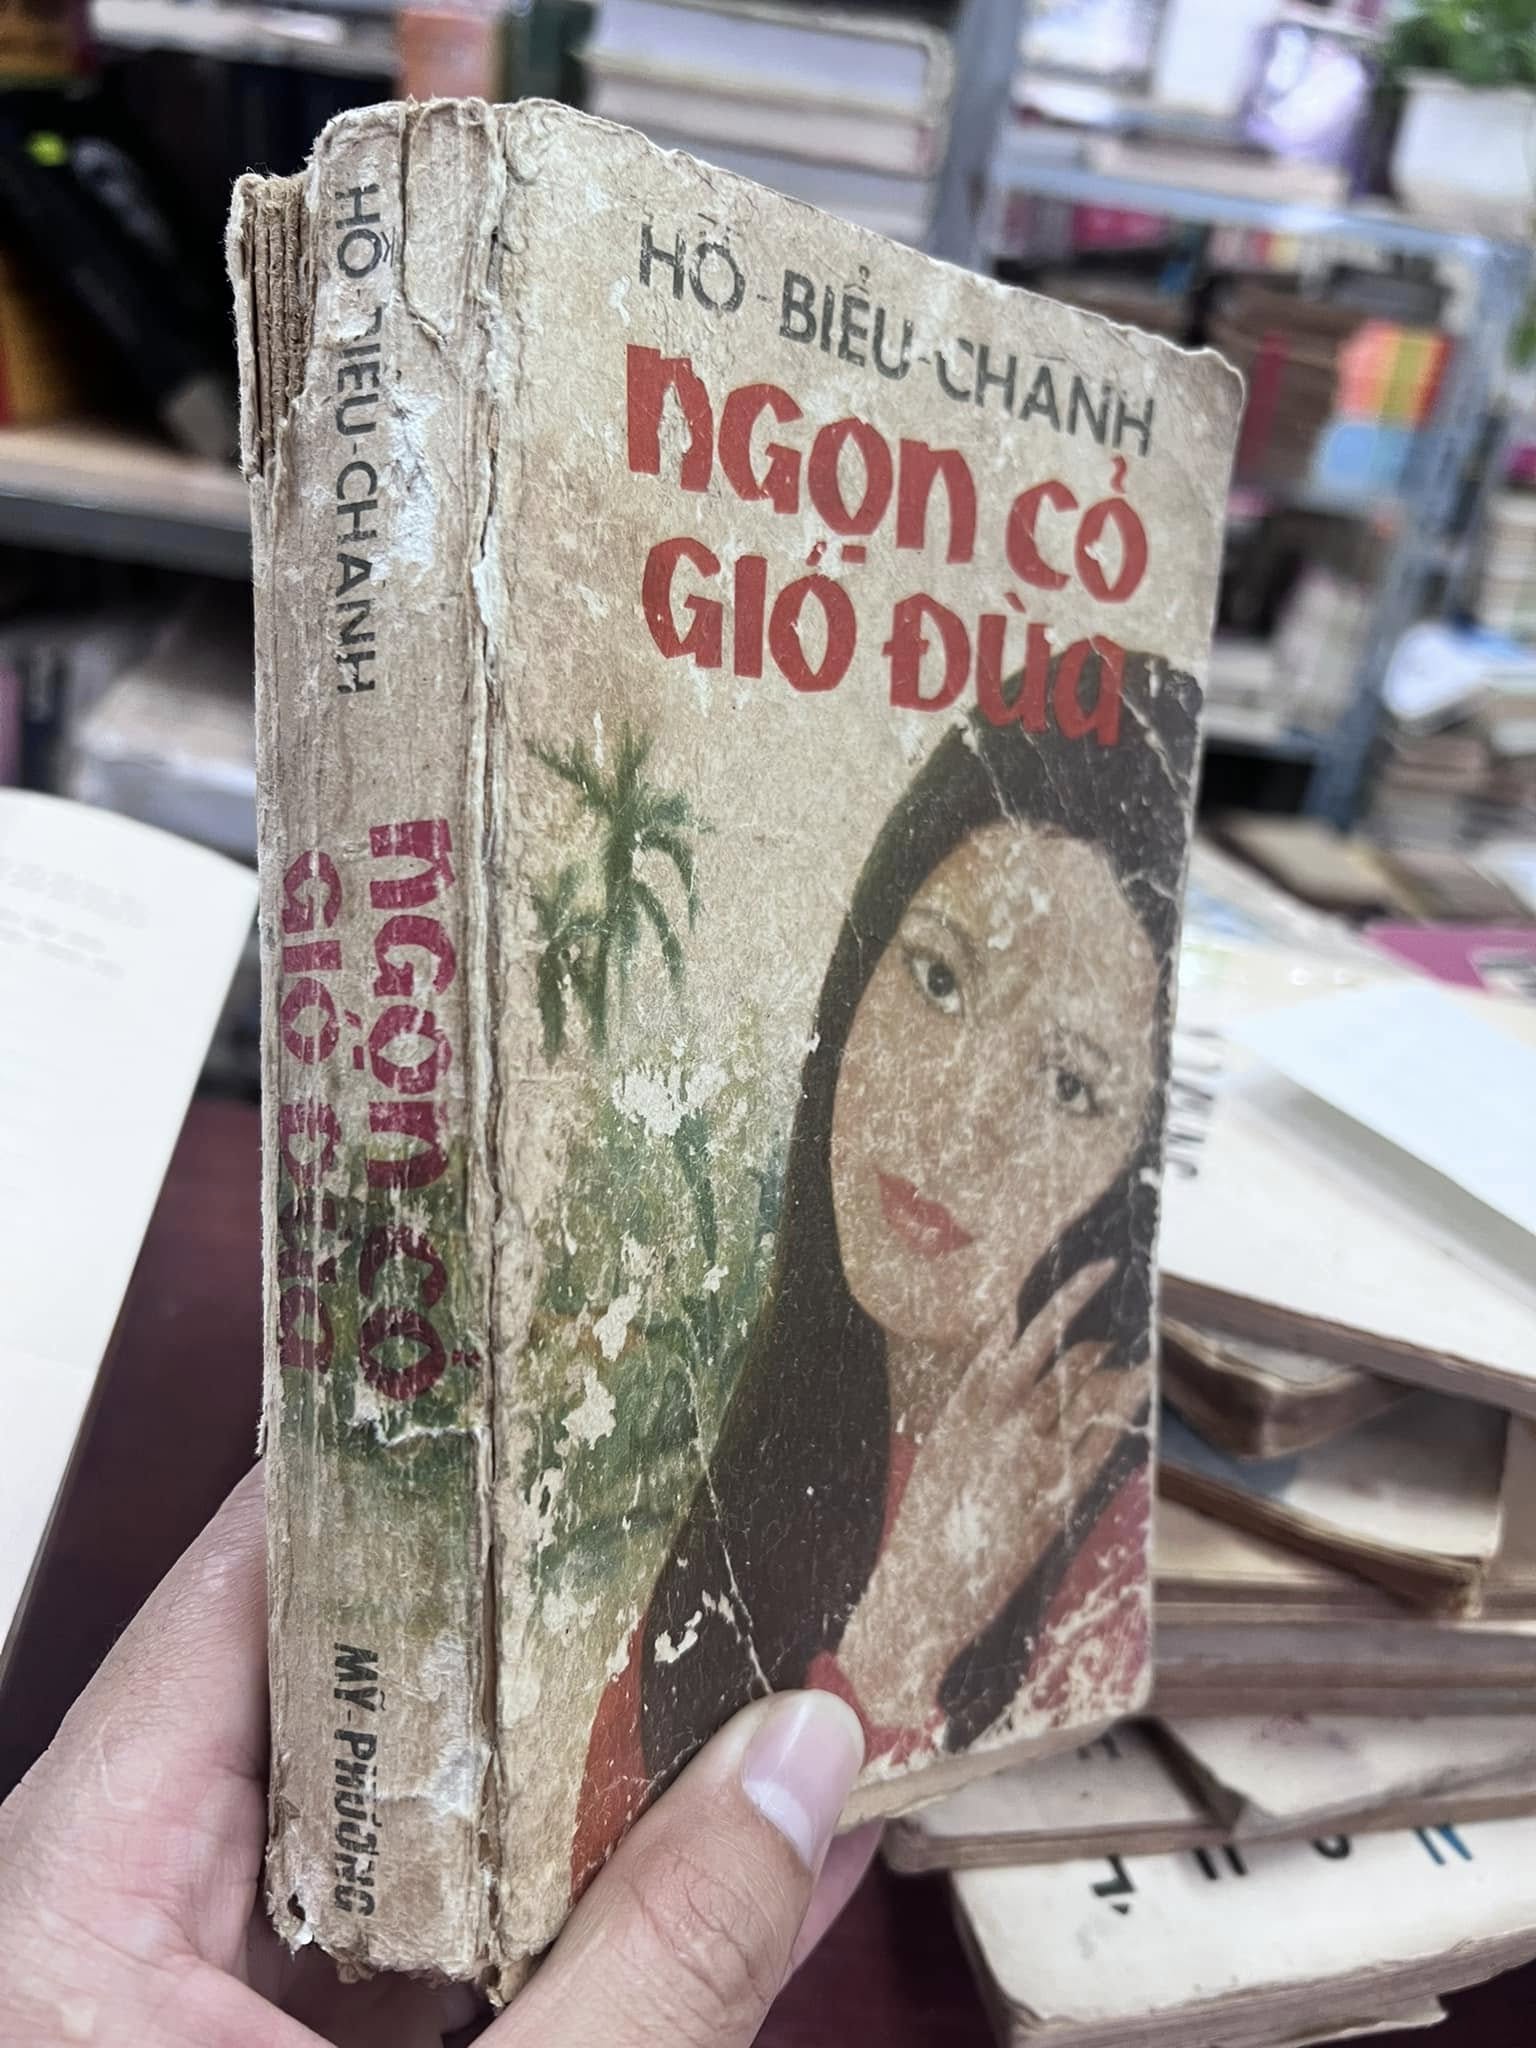 HỒ-BIỂU-CHÁNH
NGỌN CỎ
GIÓ ĐÙA
HỒ-BIỂU-CHÁNH
NGỌN CỎ
GIÓ ĐÙA
MỸ-PHƯƠNG